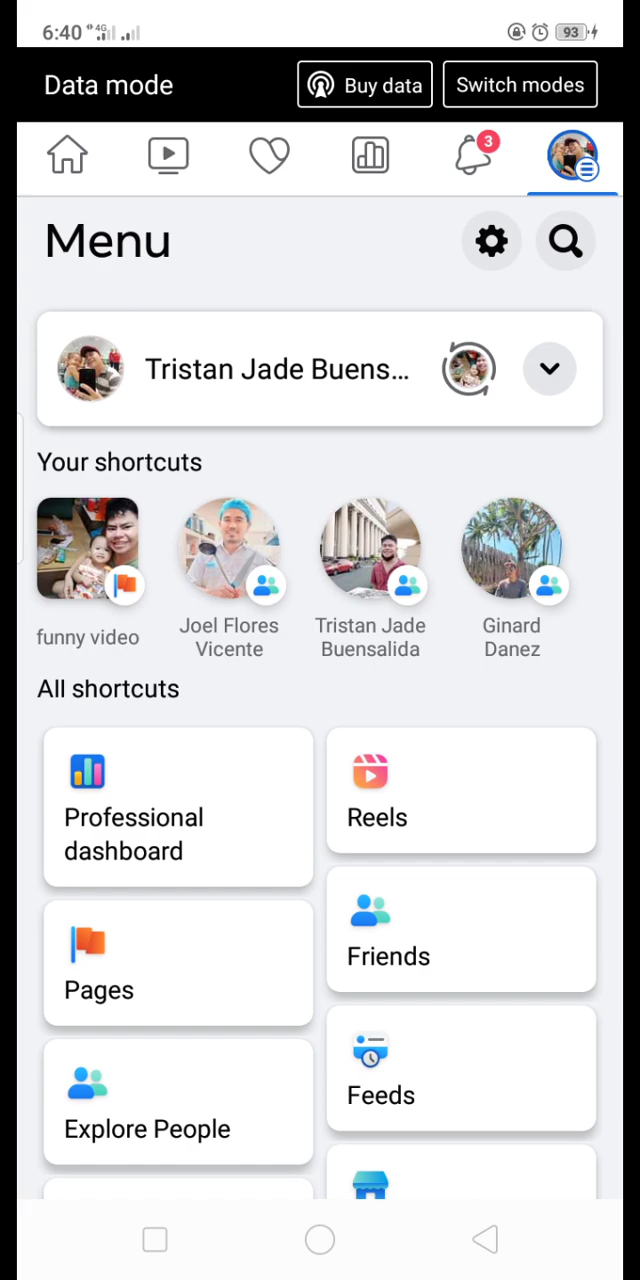 6:40 4G 93
Data mode Buy data Switch modes
3
Menu
Tristan Jade Buens...
Your shortcuts
funny video
Joel Flores
Vicente
Tristan Jade
Buensalida
Ginard
Danez
All shortcuts
Professional
dashboard
Reels
Friends
Pages
Feeds
Explore People